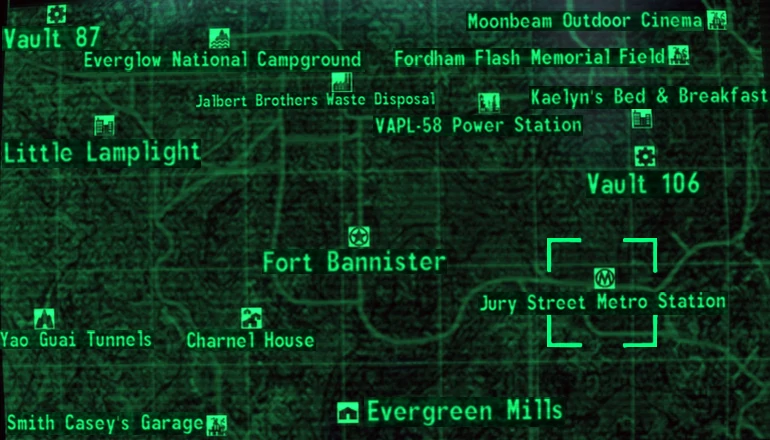 Moonbeam Outdoor Cinema
Vault 87
Everglow National Campground
Fordham Flash Memorial Field
Jalbert Brothers Waste Disposal
Kaelyn's Bed & Breakfast
VAPL-58 Power Station
Little Lamplight
Vault 106
Fort Bannister
Jury Street Metro Station
Yao Guai Tunnels
Charnel House
Evergreen Mills
Smith Casey's Garage